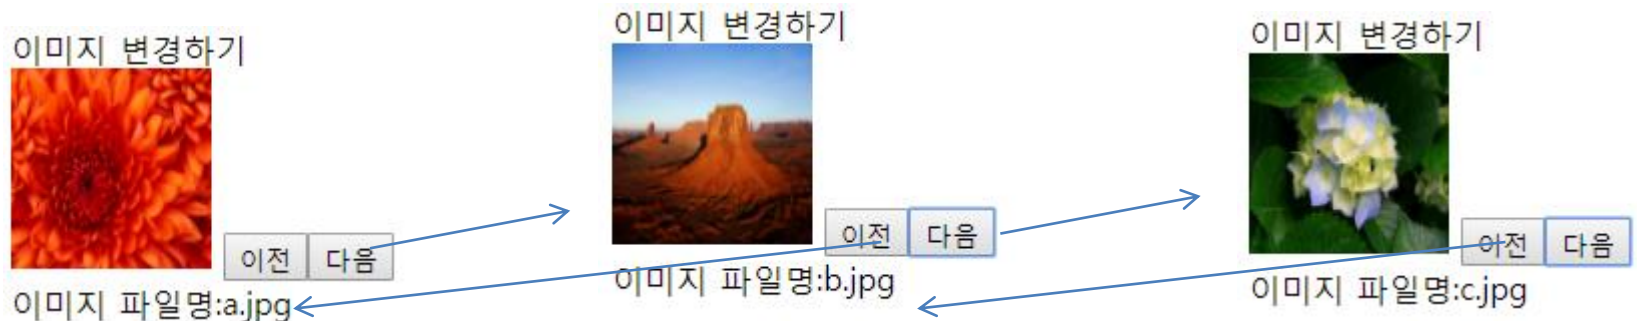 이미지 변경하기
이전 다음
이미지 파일명:a.jpg
이미지 변경하기
이전 다음
이미지 파일명:b.jpg
이미지 변경하기
이전 다음
이미지 파일명:c.jpg